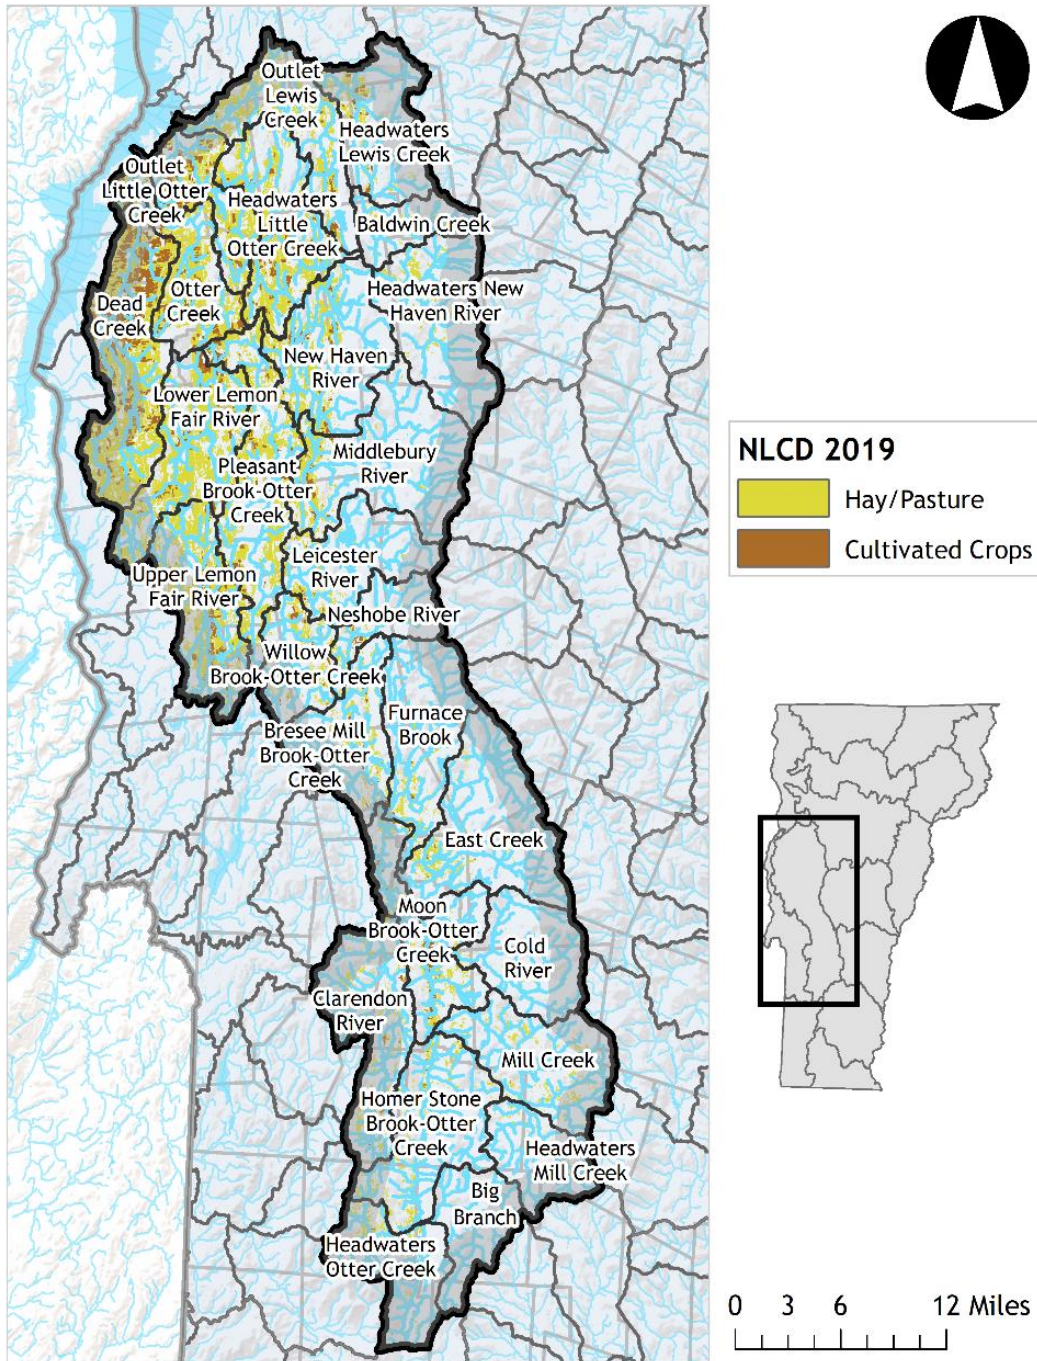 Outlet
Lewis
Creek
Headwaters
Lewis Creek
Outlet
Little Otter
Creek
Headwaters
Little
Otter Creek
Baldwin Creek
Headwaters New
Haven River
Otter
Creek
Dead
Creek
New Haven
River
Lower Lemon
Fair River
Middlebury
River
Pleasant
Brook-Otter
Creek
Leicester
River
Upper Lemon
Fair River
Neshobe River
Willow
Brook-Otter Creek
Furnace
Brook
Bresee Mill
Brook-Otter
Creek
East Creek
Moon
Brook-Otter
Creek
Cold
River
Clarendon
River
Mill Creek
Homer Stone
Brook-Otter
Creek
Headwaters
Mill Creek
Big
Branch
Headwaters
Otter Creek
NLCD 2019
Hay/Pasture
Cultivated Crops
0 3 6 12 Miles